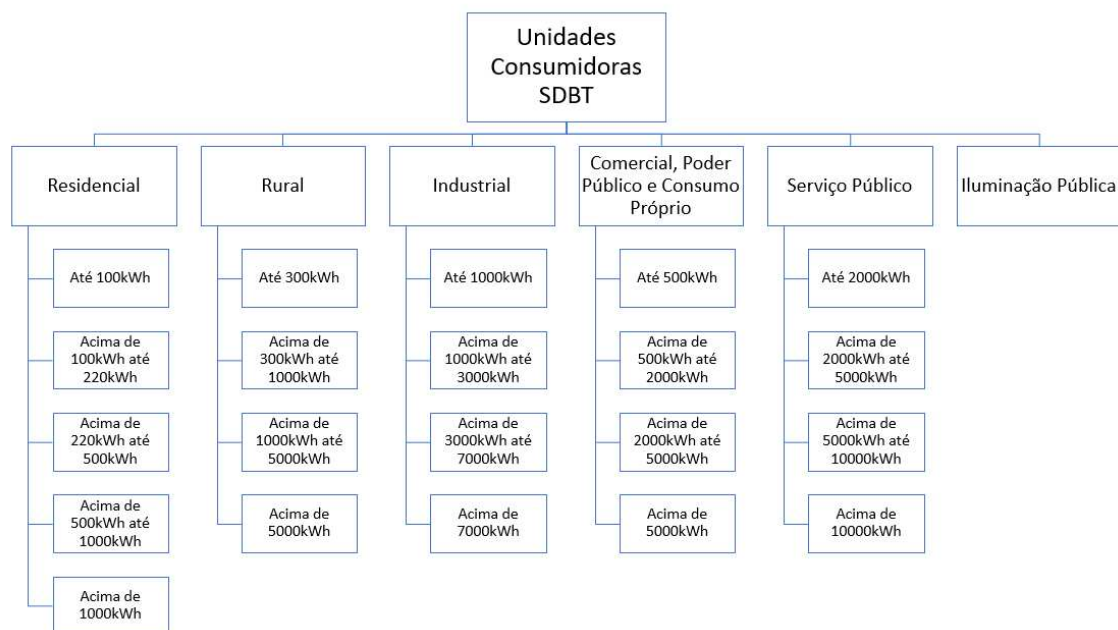 Unidades
Consumidoras
SDBT
Residencial
Rural
Industrial
Comercial, Poder
Público e Consumo
Próprio
Serviço Público
Iluminação Pública
Até 100kWh
Acima de
100kWh até
220kWh
Acima de
220kWh até
500kWh
Acima de
500kWh até
1000kWh
Acima de
1000kWh
Até 300kWh
Acima de
300kWh até
1000kWh
Acima de
1000kWh até
5000kWh
Acima de
5000kWh
Até 1000kWh
Acima de
1000kWh até
3000kWh
Acima de
3000kWh até
7000kWh
Acima de
7000kWh
Até 500kWh
Acima de
500kWh até
2000kWh
Acima de
2000kWh até
5000kWh
Acima de
5000kWh
Até 2000kWh
Acima de
2000kWh até
5000kWh
Acima de
5000kWh até
10000kWh
Acima de
10000kWh